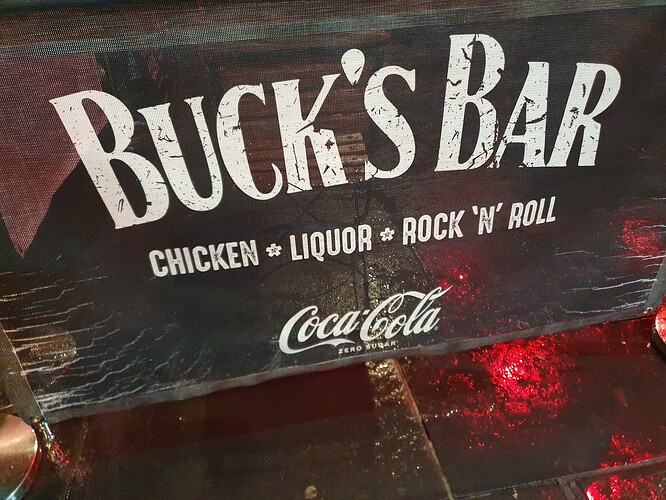 BUCK'S BAR
CHICKEN * LIQUOR * ROCK 'N' ROLL
Coca-Cola
ZERO SUGAR